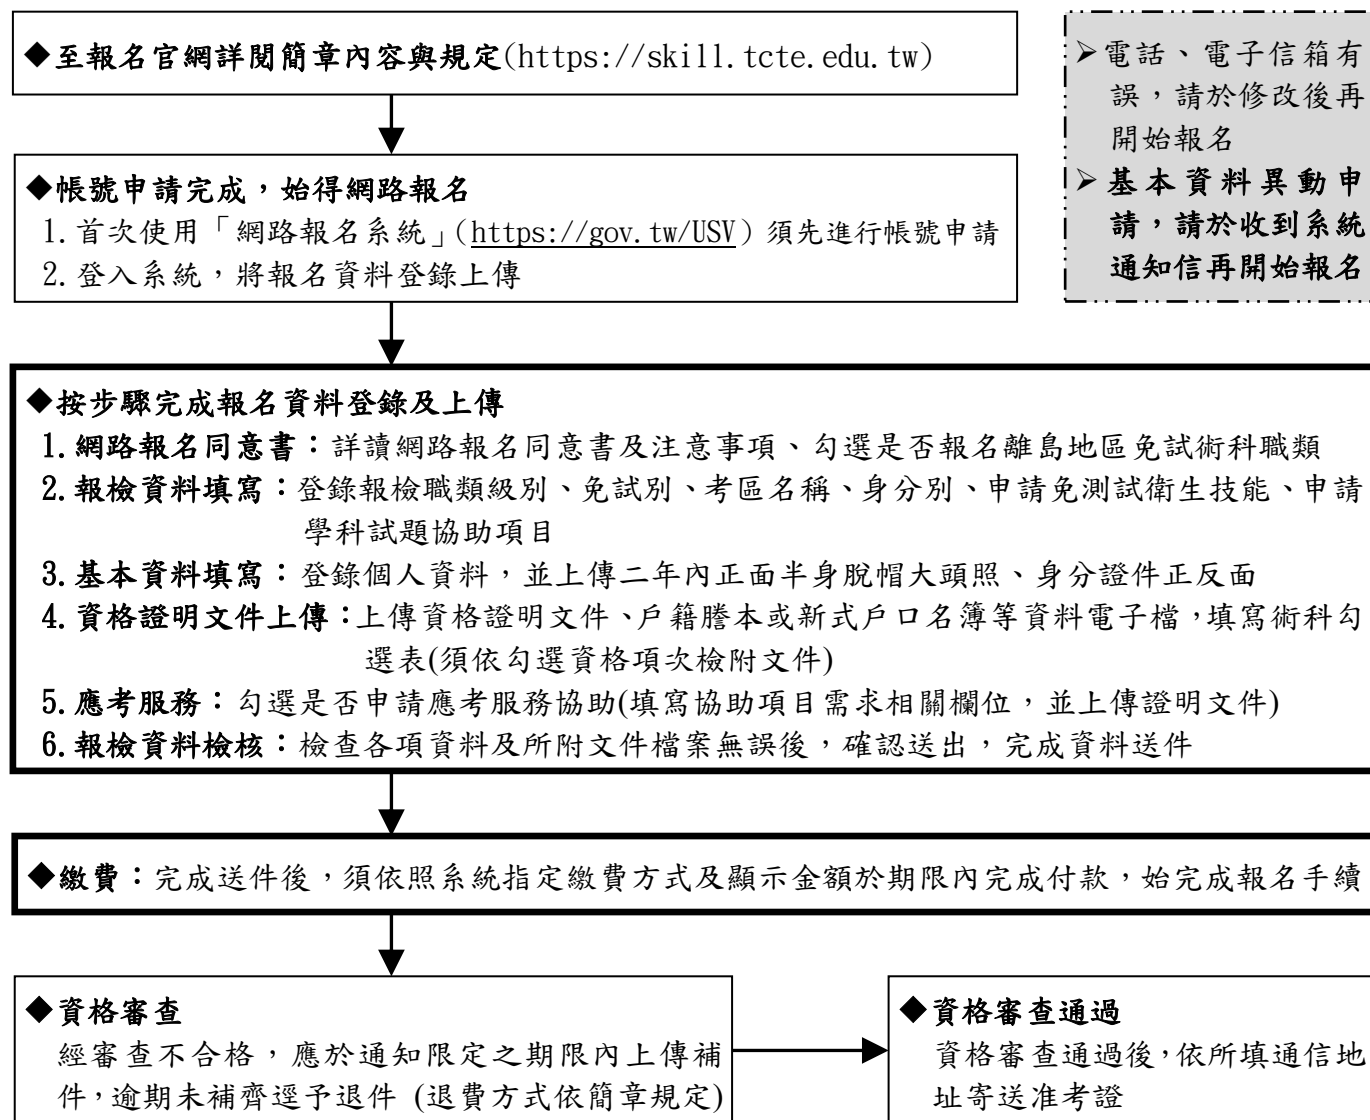 ◆至報名官網詳閱簡章內容與規定(https://skill.tcte.edu.tw)
➢電話、電子信箱有
誤，請於修改後再
開始報名
➢基本資料異動申
請，請於收到系統
通知信再開始報名
◆帳號申請完成，始得網路報名
1.首次使用「網路報名系統」(https://gov.tw/USV)須先進行帳號申請
2.登入系統，將報名資料登錄上傳
◆按步驟完成報名資料登錄及上傳
1.網路報名同意書：詳讀網路報名同意書及注意事項、勾選是否報名離島地區免試術科職類
2.報檢資料填寫：登錄報檢職類級別、免試別、考區名稱、身分別、申請免測試衛生技能、申請
學科試題協助項目
3.基本資料填寫：登錄個人資料，並上傳二年內正面半身脫帽大頭照、身分證件正反面
4.資格證明文件上傳：上傳資格證明文件、戶籍謄本或新式戶口名簿等資料電子檔，填寫術科勾
選表(須依勾選資格項次檢附文件)
5.應考服務：勾選是否申請應考服務協助(填寫協助項目需求相關欄位，並上傳證明文件)
6.報檢資料檢核：檢查各項資料及所附文件檔案無誤後，確認送出，完成資料送件
◆繳費：完成送件後，須依照系統指定繳費方式及顯示金額於期限內完成付款，始完成報名手續
◆資格審查
經審查不合格，應於通知限定之期限內上傳補
件，逾期未補齊逕予退件 (退費方式依簡章規定)
◆資格審查通過
資格審查通過後，依所填通信地
址寄送准考證